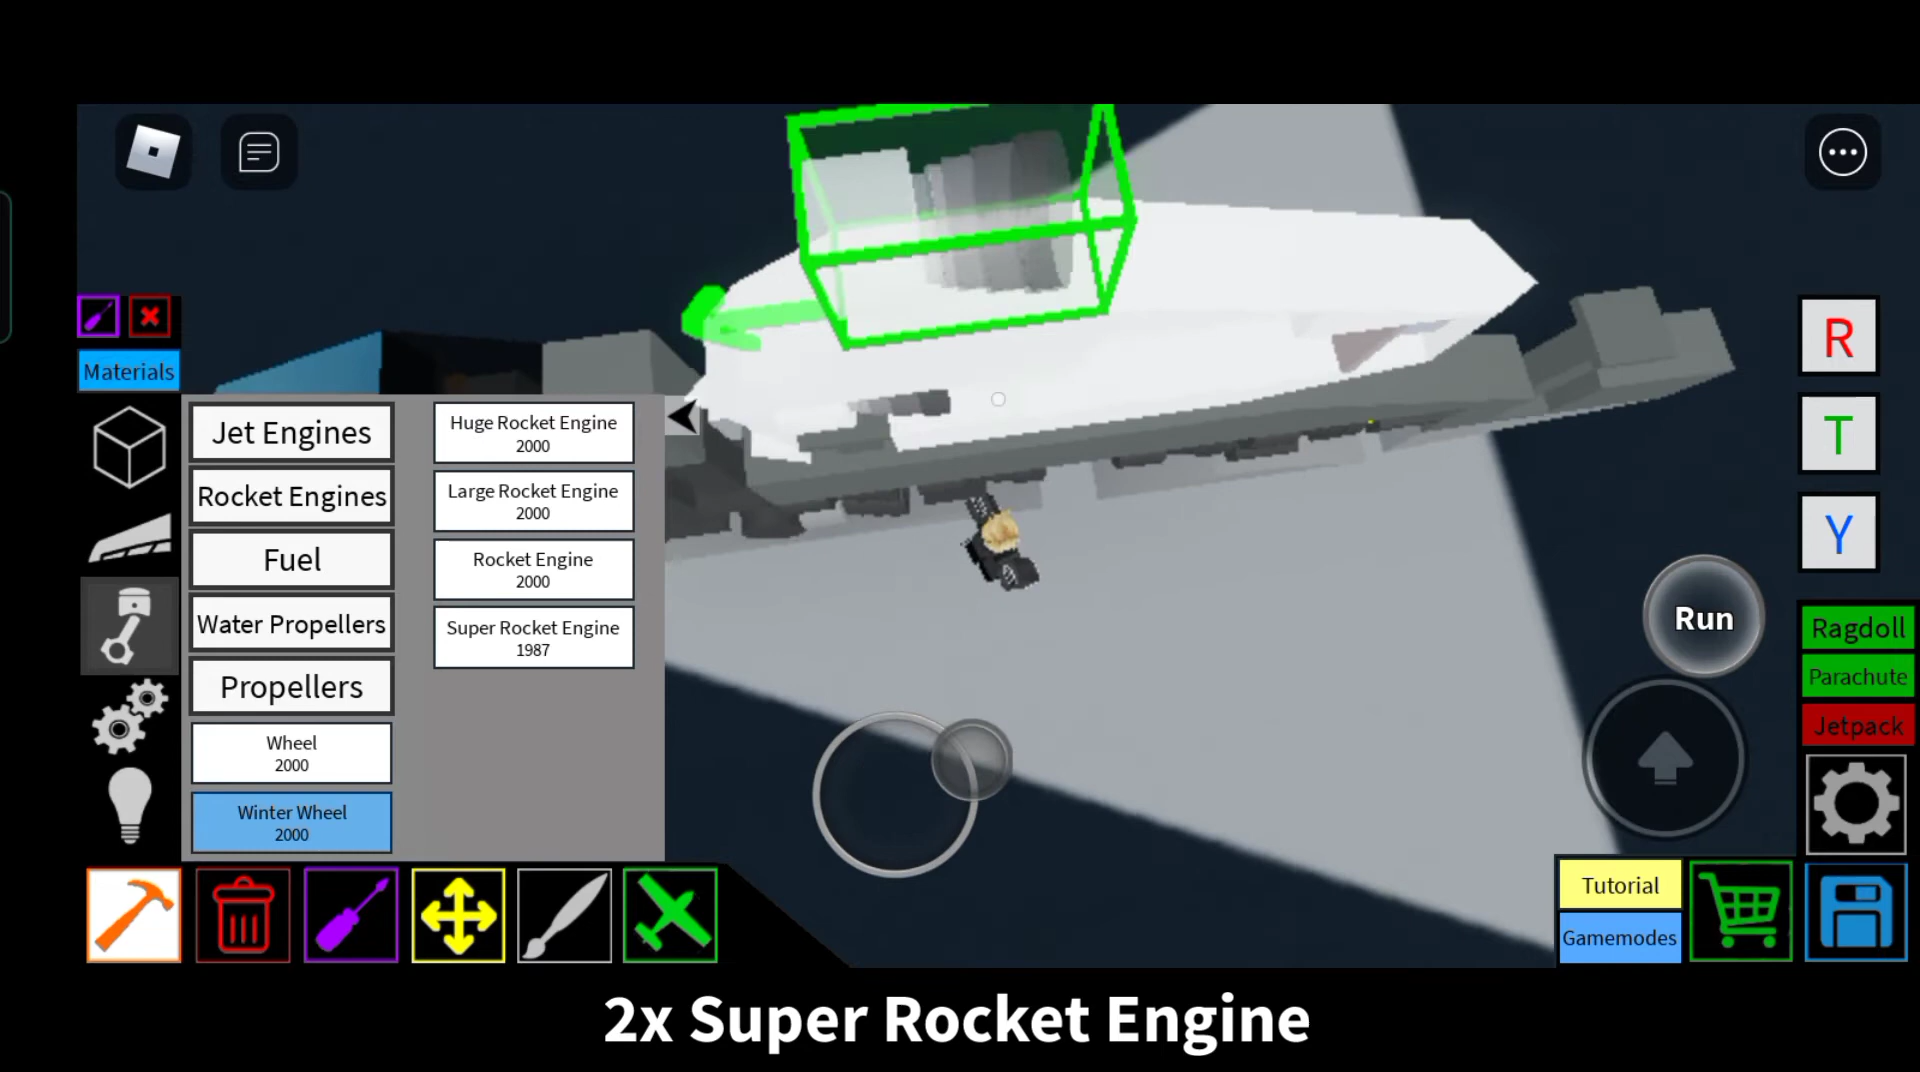 Materials
Jet Engines
Rocket Engines
Fuel
Water Propellers
Propellers
Wheel
2000
Winter Wheel
2000
Huge Rocket Engine
2000
Large Rocket Engine
2000
Rocket Engine
2000
Super Rocket Engine
1987
R
T
Y
Run
Ragdoll
Parachute
Jetpack
Tutorial
Gamemodes
2x Super Rocket Engine